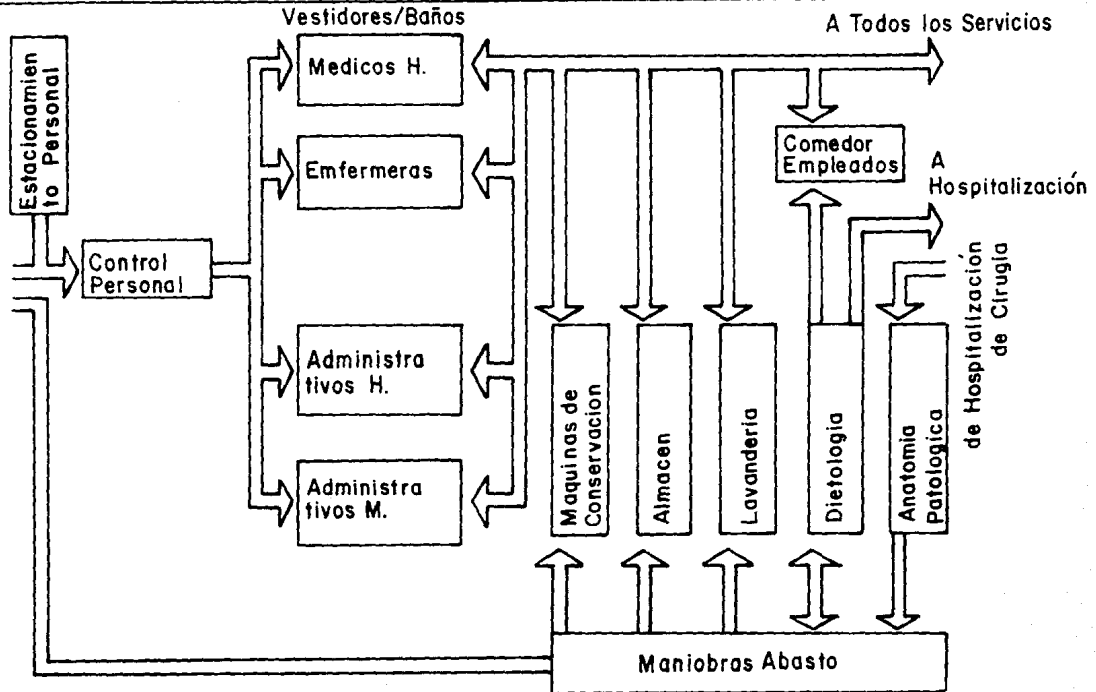 Vestidores/Baños
A Todos los Servicios
Estacionamien
to Personal
Medicos H.
Emfermeras
Comedor
Empleados
A
Hospitalización
Control
Personal
de Hospitalización
de Cirugía
Administra
tivos H.
Administra
tivos M.
Maquinas de
Conservacion
Almacen
Lavanderia
Dietologia
Anatomia
Patologica
Maniobras Abasto